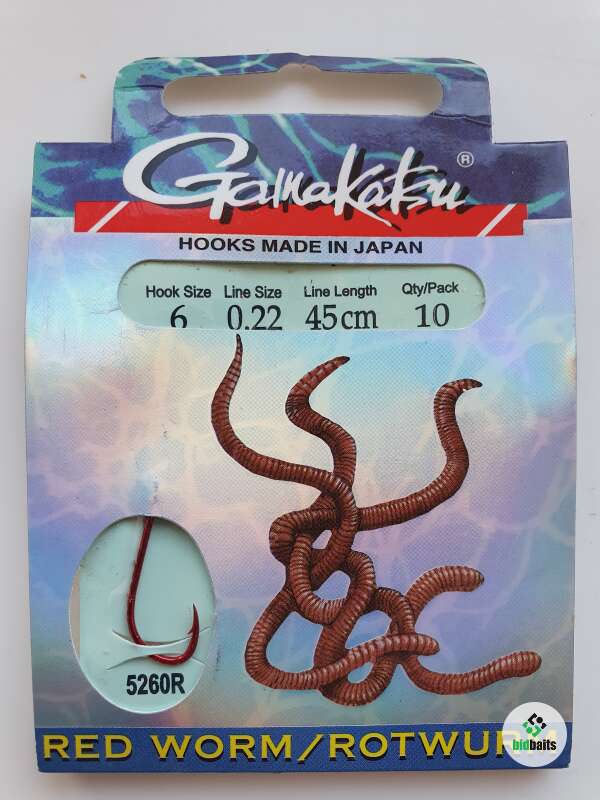 Gamakatsu®
HOOKS MADE IN JAPAN
Hook Size Line Size Line Length Qty/Pack
6 0.22 45cm 10
5260R
RED WORM/ROTWURM
bidbaits